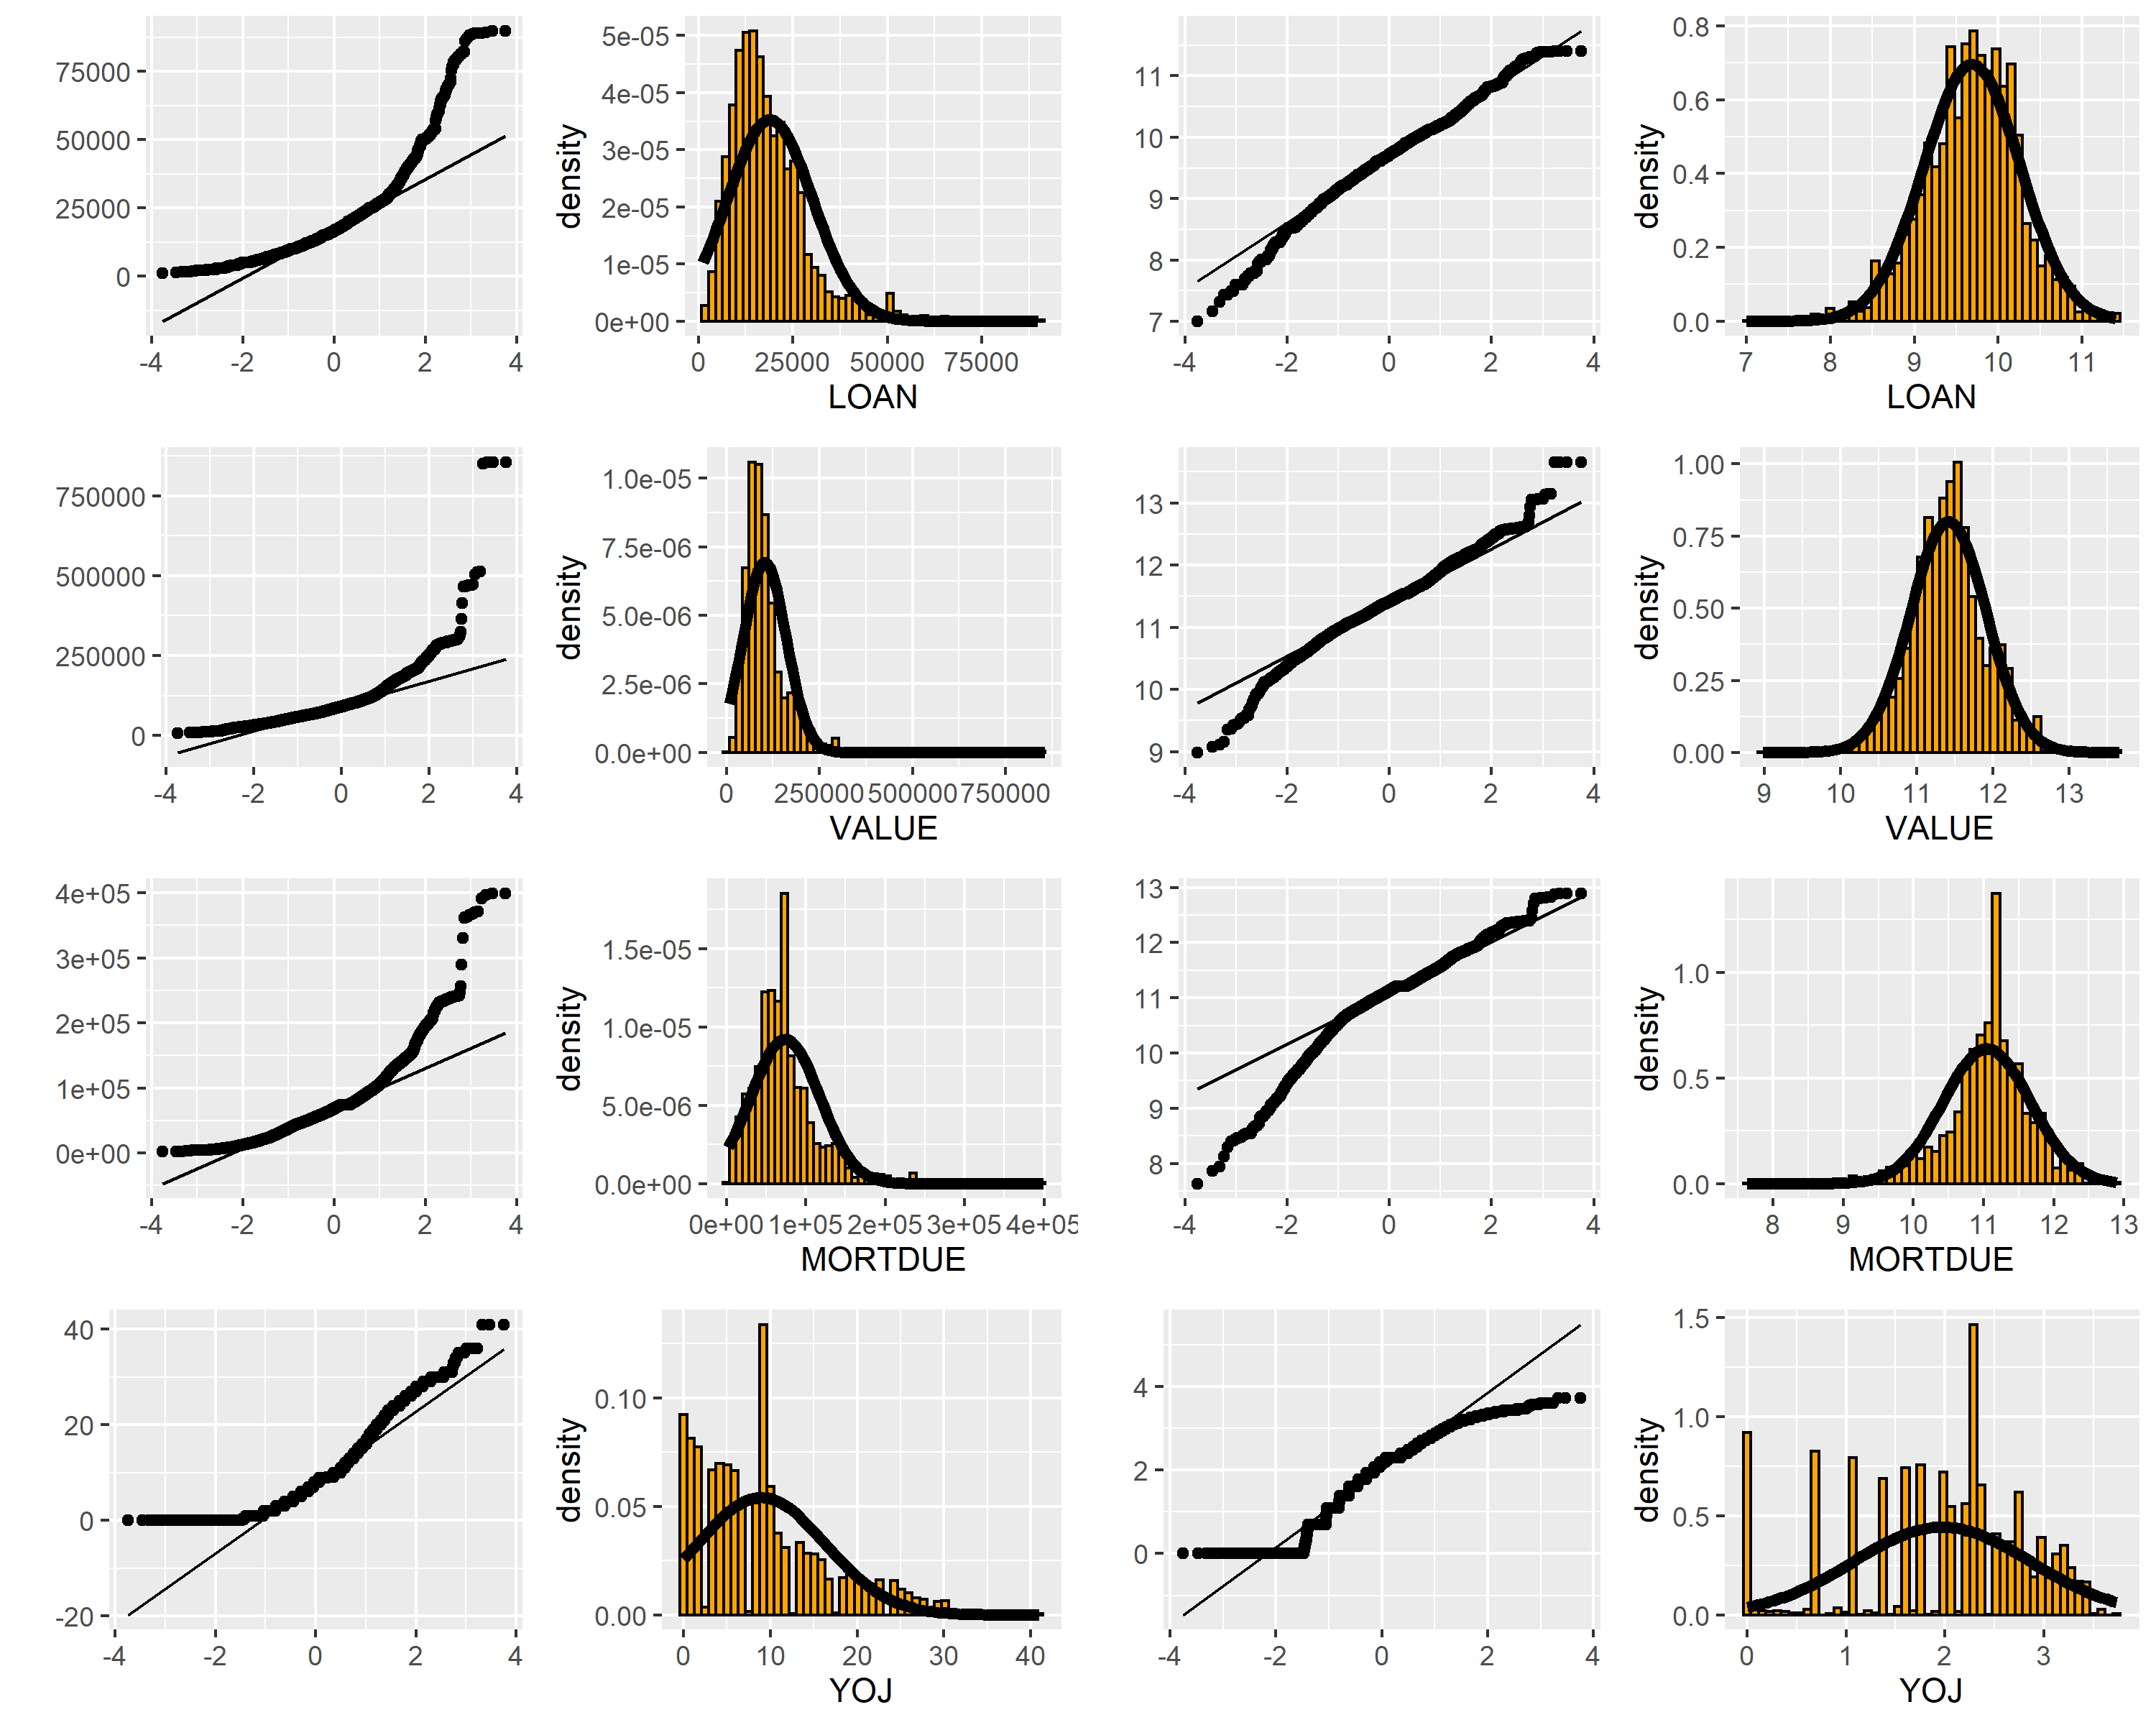 75000
50000
25000
0
-4 -2 0 2 4
density
5e-05
4e-05
3e-05
2e-05
1e-05
0e+00
0 25000 50000 75000
LOAN
11
10
9
8
7
-4 -2 0 2 4
density
0.8
0.6
0.4
0.2
0.0
7 8 9 10 11
LOAN
750000
500000
250000
0
-4 -2 0 2 4
density
1.0e-05
7.5e-06
5.0e-06
2.5e-06
0.0e+00
0 250000 500000 750000
VALUE
13
12
11
10
9
-4 -2 0 2 4
density
1.00
0.75
0.50
0.25
0.00
9 10 11 12 13
VALUE
4e+05
3e+05
2e+05
1e+05
0e+00
-4 -2 0 2 4
density
1.5e-05
1.0e-05
5.0e-06
0.0e+00
0e+00 1e+05 2e+05 3e+05 4e+05
MORTDUE
13
12
11
10
9
8
-4 -2 0 2 4
density
1.0
0.5
0.0
8 9 10 11 12 13
MORTDUE
40
20
0
-20
-4 -2 0 2 4
density
0.10
0.05
0.00
0 10 20 30 40
YOJ
4
2
0
-4 -2 0 2 4
density
1.5
1.0
0.5
0.0
0 1 2 3
YOJ